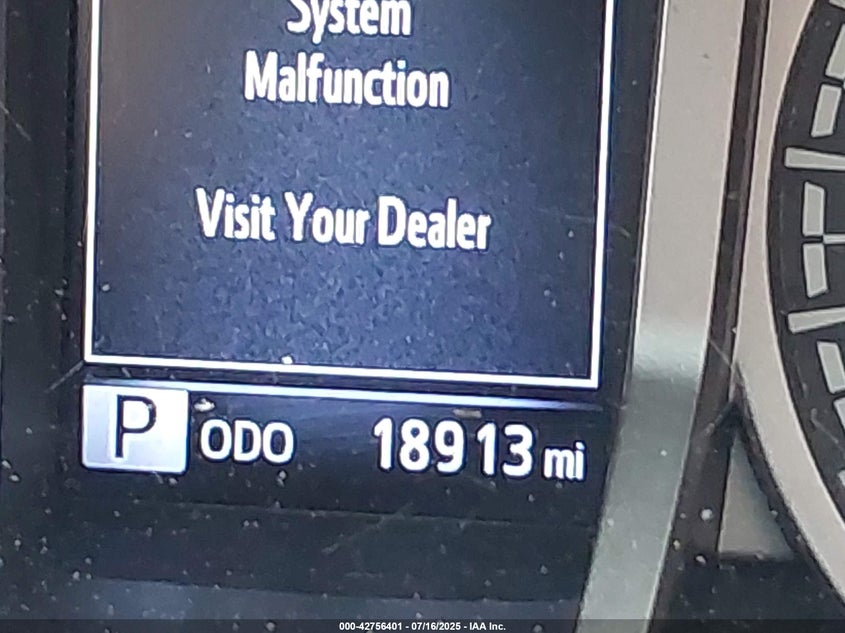 System
Malfunction
Visit Your Dealer
P ODO 18913 mi
000-42756401 - 07/16/2025 - IAA Inc.